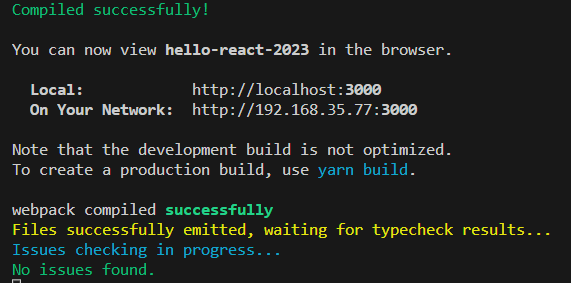 Compiled successfully!
You can now view hello-react-2023 in the browser.
Local: http://localhost:3000
On Your Network: http://192.168.35.77:3000
Note that the development build is not optimized.
To create a production build, use yarn build.
webpack compiled successfully
Files successfully emitted, waiting for typecheck results...
Issues checking in progress...
No issues found.